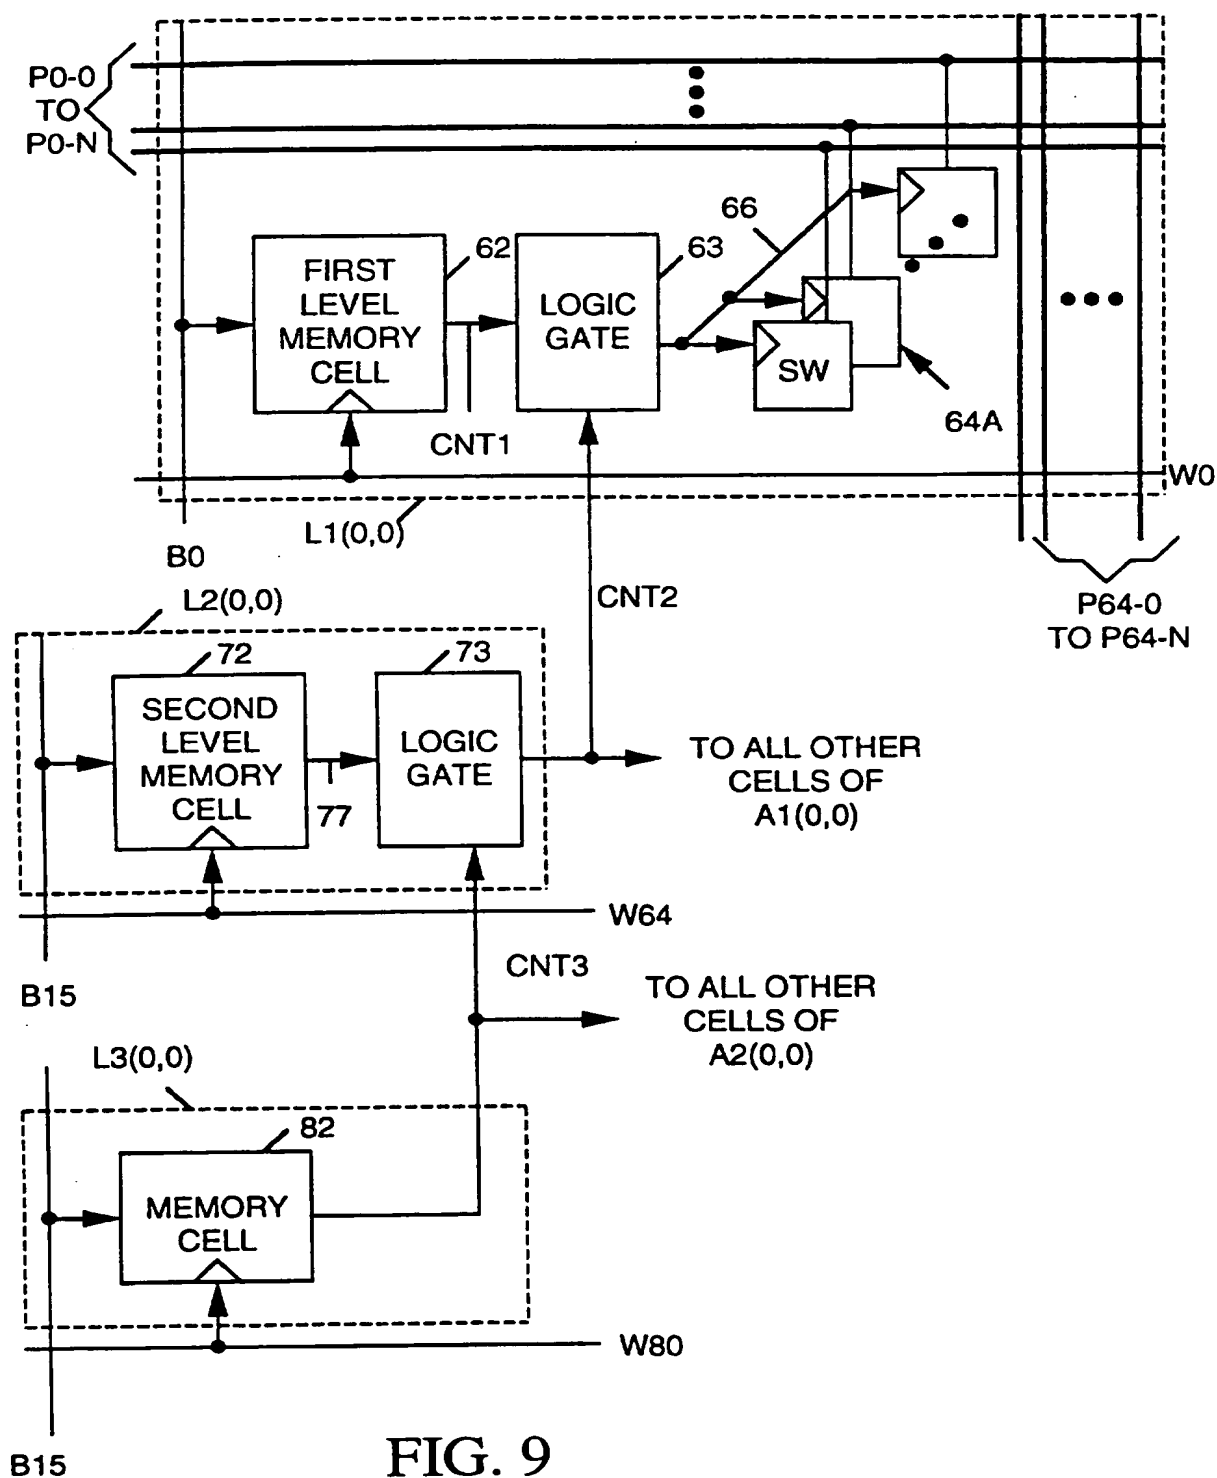 P0-0
TO
P0-N
66
62
63
FIRST
LEVEL
MEMORY
CELL
LOGIC
GATE
SW
CNT1
64A
W0
L1(0,0)
B0
CNT2
P64-0
TO P64-N
L2(0,0)
72
73
SECOND
LEVEL
MEMORY
CELL
LOGIC
GATE
77
TO ALL OTHER
CELLS OF
A1(0,0)
W64
CNT3
B15
TO ALL OTHER
CELLS OF
A2(0,0)
L3(0,0)
82
MEMORY
CELL
W80
B15
FIG. 9